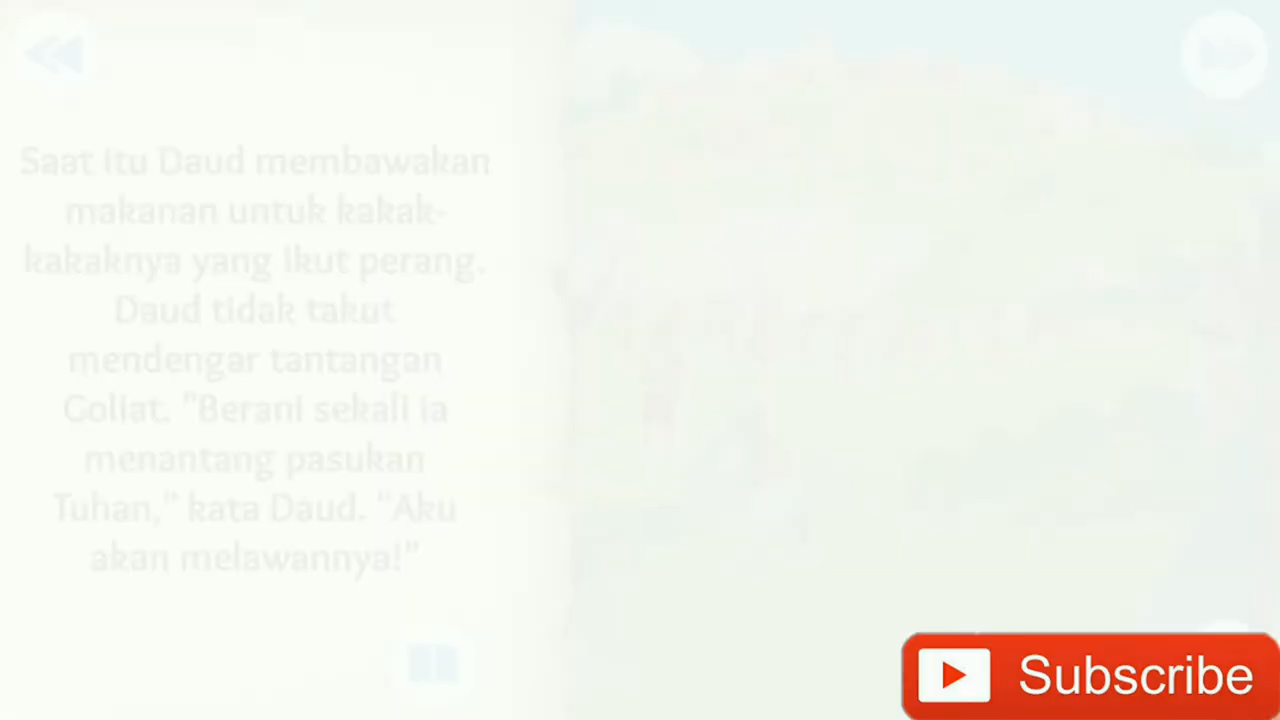 Saat itu Daud membawakan
makanan untuk kakak-
kakaknya yang ikut perang.
Daud tidak takut
mendengar tantangan
Goliat. "Berani sekali ia
menantang pasukan
Tuhan," kata Daud. "Aku
akan melawannya!"
Subscribe